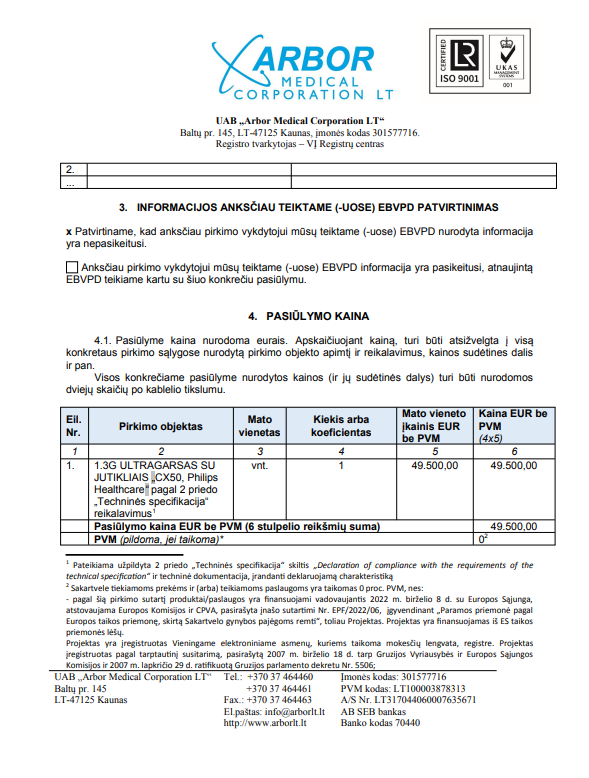 ARBOR
MEDICAL
CORPORATION LT
CERTIFIED
LR
ISO 9001
UKAS
MANAGEMENT
SYSTEMS
001
UAB „Arbor Medical Corporation LT“
Baltų pr. 145, LT-47125 Kaunas, įmonės kodas 301577716.
Registro tvarkytojas – VĮ Registrų centras
2.
...
3. INFORMACIJOS ANKSČIAU TEIKTAME (-UOSE) EBVPD PATVIRTINIMAS
x Patvirtiname, kad anksčiau pirkimo vykdytojui mūsų teiktame (-uose) EBVPD nurodyta informacija
yra nepasikeitusi.
Anksčiau pirkimo vykdytojui mūsų teiktame (-uose) EBVPD informacija yra pasikeitusi, atnaujintą
EBVPD teikiame kartu su šiuo konkrečiu pasiūlymu.
4. PASIŪLYMO KAINA
4.1. Pasiūlyme kaina nurodoma eurais. Apskaičiuojant kainą, turi būti atsižvelgta į visą
konkretaus pirkimo sąlygose nurodytą pirkimo objekto apimtį ir reikalavimus, kainos sudėtines dalis
ir pan.
Visos konkrečiame pasiūlyme nurodytos kainos (ir jų sudėtinės dalys) turi būti nurodomos
dviejų skaičių po kablelio tikslumu.
Eil. Nr. Pirkimo objektas Mato vienetas Kiekis arba koeficientas Mato vieneto įkainis EUR be PVM Kaina EUR be PVM (4x5)
1 2 3 4 5 6
1. 1.3G ULTRAGARSAS SU vnt. 1 49.500,00 49.500,00
JUTIKLIAIS „CX50, Philips
Healthcare“ pagal 2 priedo
„Techninės specifikacija“
reikalavimus¹
Pasiūlymo kaina EUR be PVM (6 stulpelio reikšmių suma) 49.500,00
PVM (pildoma, jei taikoma)* 0²
¹ Pateikiama užpildyta 2 priedo „Techninės specifikacija“ skiltis „Declaration of compliance with the requirements of the
technical specification“ ir techninė dokumentacija, įrodanti deklaruojamą charakteristiką
² Sakartvele tiekiamoms prekėms ir (arba) teikiamoms paslaugoms yra taikomas 0 proc. PVM, nes:
- pagal šią pirkimo sutartį produktai/paslaugos yra finansuojami vadovaujantis 2022 m. birželio 8 d. su Europos Sąjunga,
atstovaujama Europos Komisijos ir CPVA, pasirašyta įnašo sutartimi Nr. EPF/2022/06, įgyvendinant „Paramos priemonė pagal
Europos taikos priemonę, skirtą Sakartvelo gynybos pajėgoms remti“, toliau Projektas. Projektas yra finansuojamas iš ES taikos
priemonės lėšų.
Projektas yra įregistruotas Vieningame elektroniniame asmenų, kuriems taikoma mokesčių lengvata, registre. Projektas
įregistruotas pagal tarptautinį susitarimą, pasirašytą 2007 m. birželio 18 d. tarp Gruzijos Vyriausybės ir Europos Sąjungos
Komisijos ir 2007 m. lapkričio 29 d. ratifikuotą Gruzijos parlamento dekretu Nr. 5506;
UAB „Arbor Medical Corporation LT“ Tel.: +370 37 464460 Įmonės kodas: 301577716
Baltų pr. 145 +370 37 464461 PVM kodas: LT100003878313
LT-47125 Kaunas Fax.: +370 37 464463 A/S Nr. LT317044060007635671
El.paštas: info@arborlt.lt AB SEB bankas
http://www.arborlt.lt Banko kodas 70440